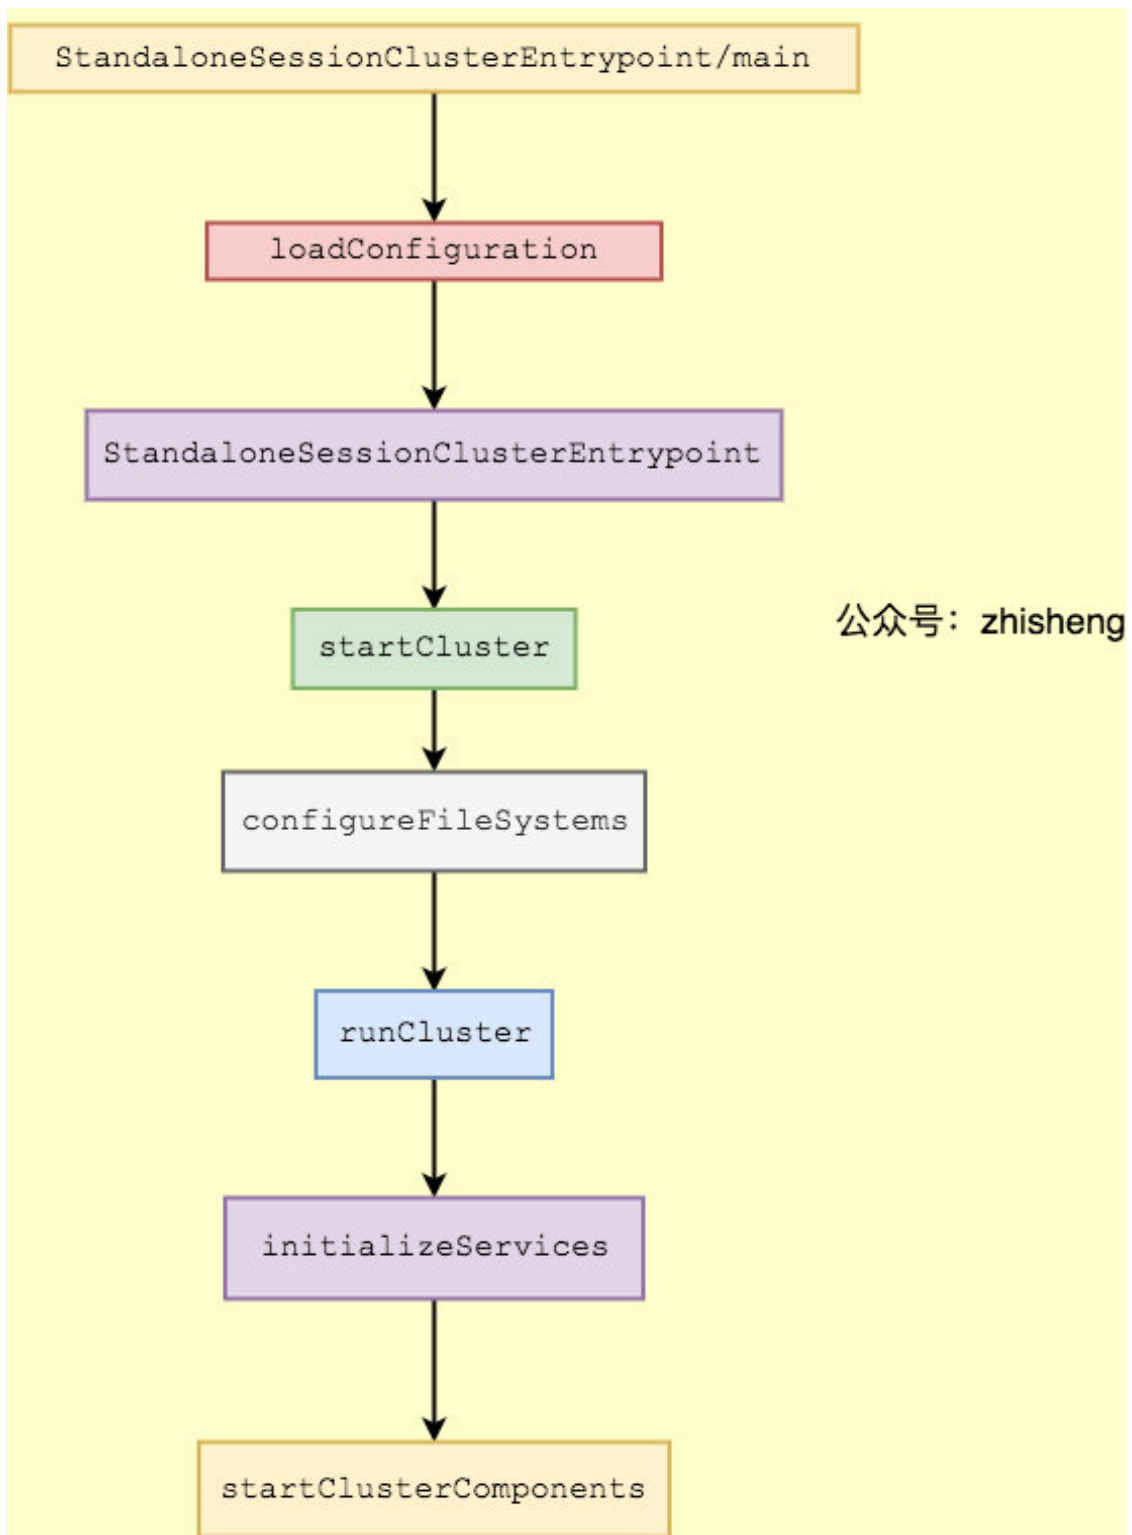 StandaloneSessionClusterEntrypoint/main
loadConfiguration
StandaloneSessionClusterEntrypoint
startCluster
公众号：zhisheng
configureFileSystems
runCluster
initializeServices
startClusterComponents